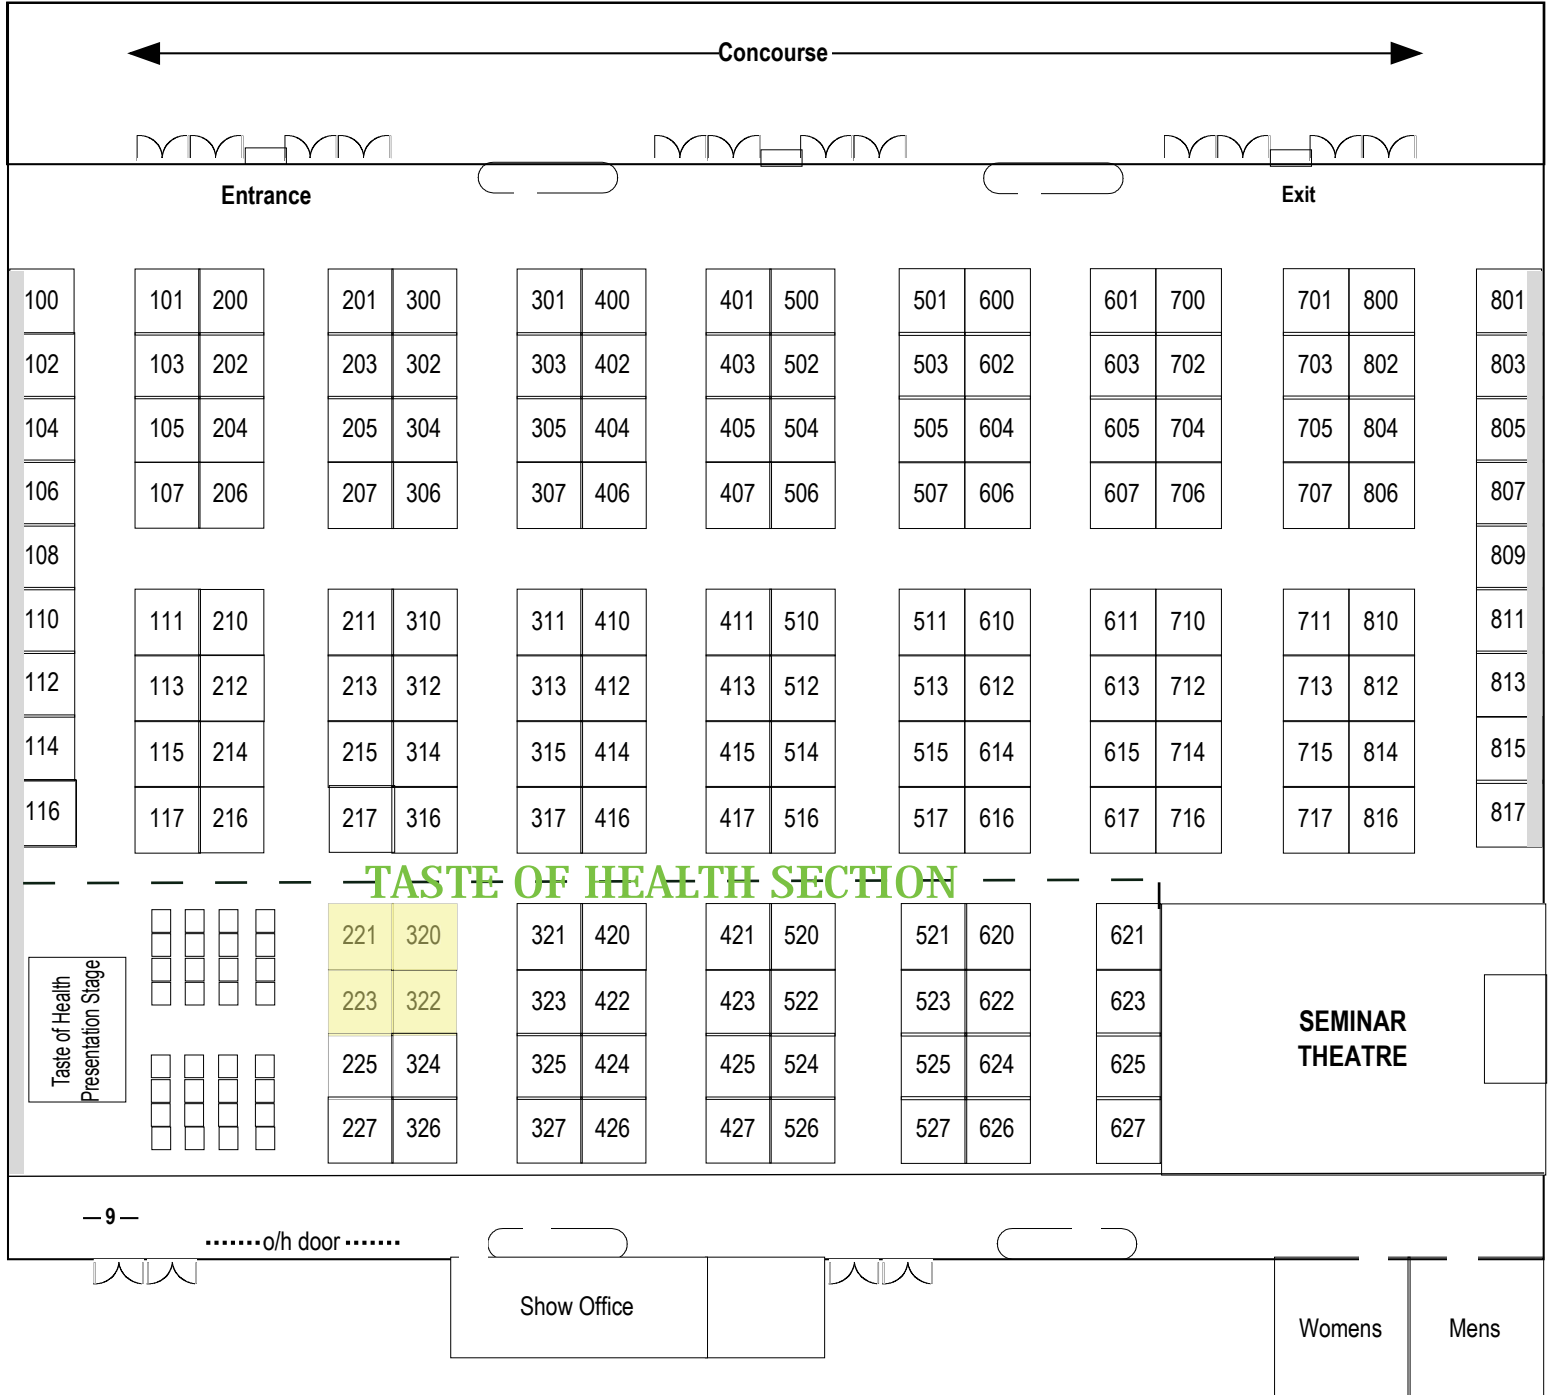 Concourse
Entrance Exit
100 101 200 201 300 301 400 401 500 501 600 601 700 701 800 801
102 103 202 203 302 303 402 403 502 503 602 603 702 703 802 803
104 105 204 205 304 305 404 405 504 505 604 605 704 705 804 805
106 107 206 207 306 307 406 407 506 507 606 607 706 707 806 807
108 809
110 111 210 211 310 311 410 411 510 511 610 611 710 711 810 811
112 113 212 213 312 313 412 413 512 513 612 613 712 713 812 813
114 115 214 215 314 315 414 415 514 515 614 615 714 715 814 815
116 117 216 217 316 317 416 417 516 517 616 617 716 717 816 817
TASTE OF HEALTH SECTION
221 320 321 420 421 520 521 620 621
223 322 323 422 423 522 523 622 623
225 324 325 424 425 524 525 624 625
227 326 327 426 427 526 527 626 627
Taste of Health
Presentation Stage
SEMINAR
THEATRE
9
o/h door
Show Office
Womens Mens